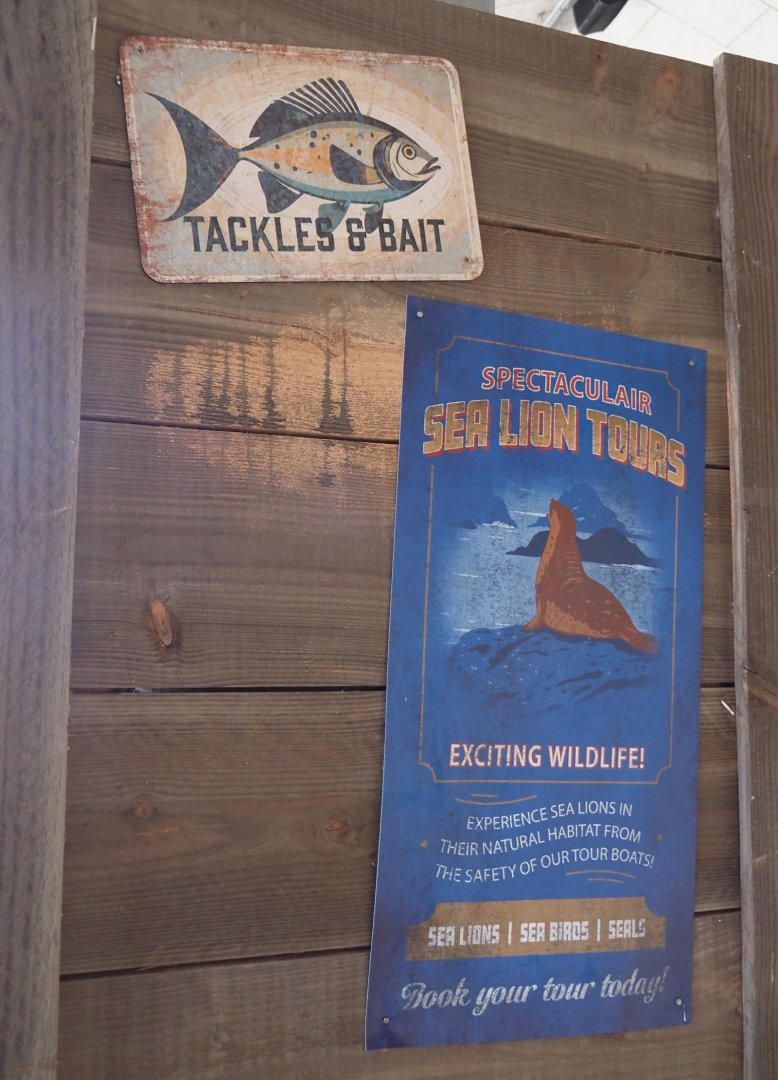 TACKLES & BAIT
SPECTACULAIR
SEA LION TOURS
EXCITING WILDLIFE!
EXPERIENCE SEA LIONS IN
THEIR NATURAL HABITAT FROM
THE SAFETY OF OUR TOUR BOATS!
SEA LIONS | SEA BIRDS | SEALS
Book your tour today!